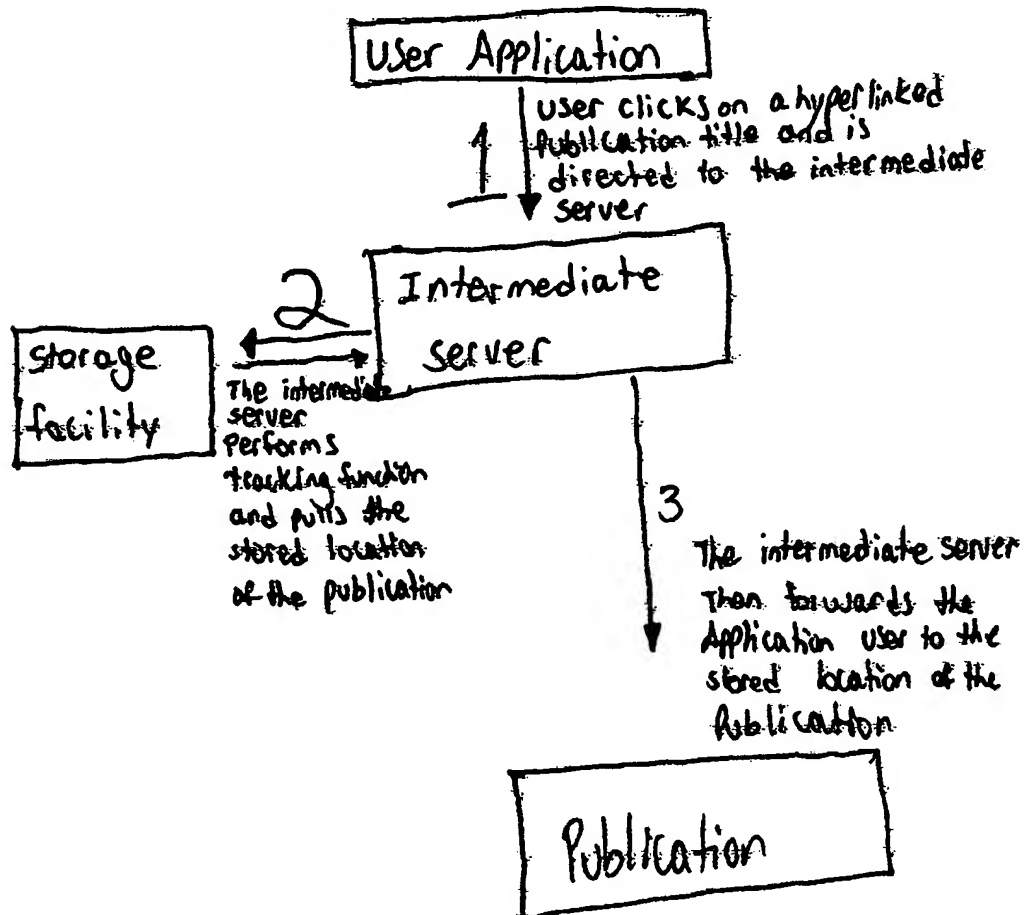 User Application
1
User clicks on a hyperlinked
Publication title and is
directed to the intermediate
server
2
Intermediate
server
storage
facility
The intermediate
server
Performs
tracking function
and pulls the
stored location
of the publication
3
The intermediate server
Then forwards the
Application user to the
stored location of the
Publication
Publication